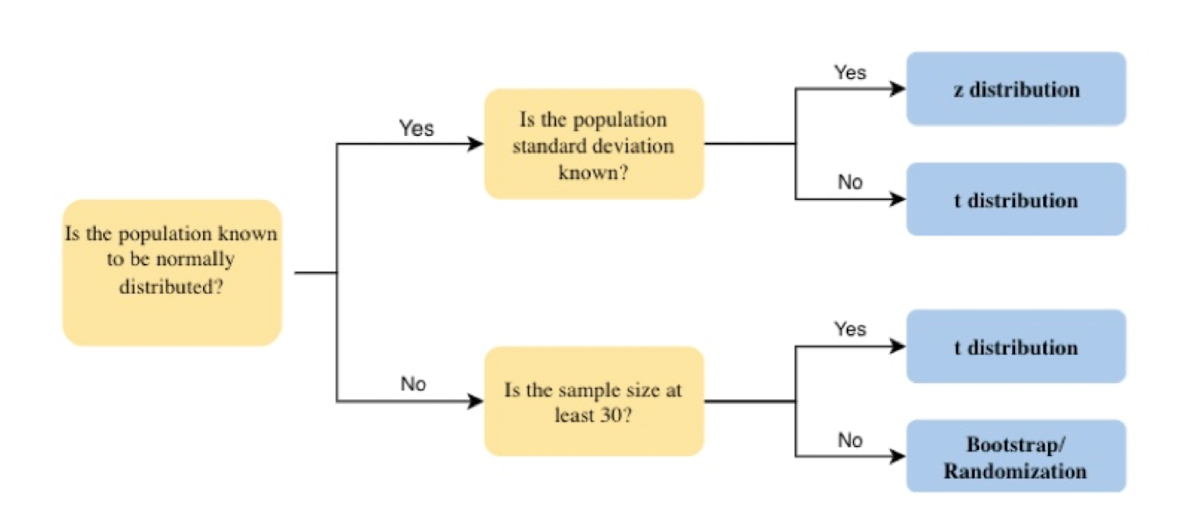 Is the population known
to be normally
distributed?
Yes
Is the population
standard deviation
known?
Yes
z distribution
No
t distribution
No
Is the sample size at
least 30?
Yes
t distribution
No
Bootstrap/
Randomization